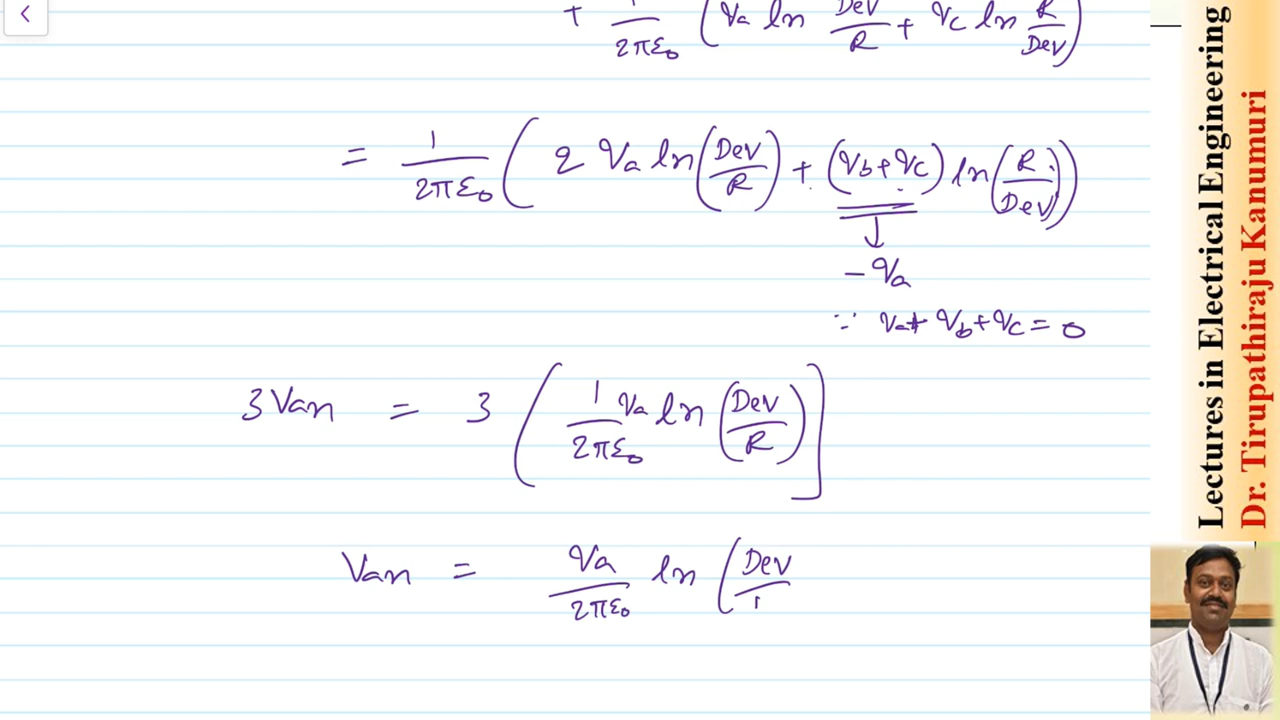 + 1/2πε₀ (qa ln Dev/R + qc ln R/Dev)
= 1/2πε₀ (2 qa ln(Dev/R) + (qb+qc) ln(R/Dev))
↓
-qa
∵ qa+ qb+qc = 0
3Van = 3 ( 1/2πε₀ qa ln (Dev/R) ]
Van = qa/2πε₀ ln (Dev/
Lectures in Electrical Engineering
Dr. Tirupathiraju Kanumuri